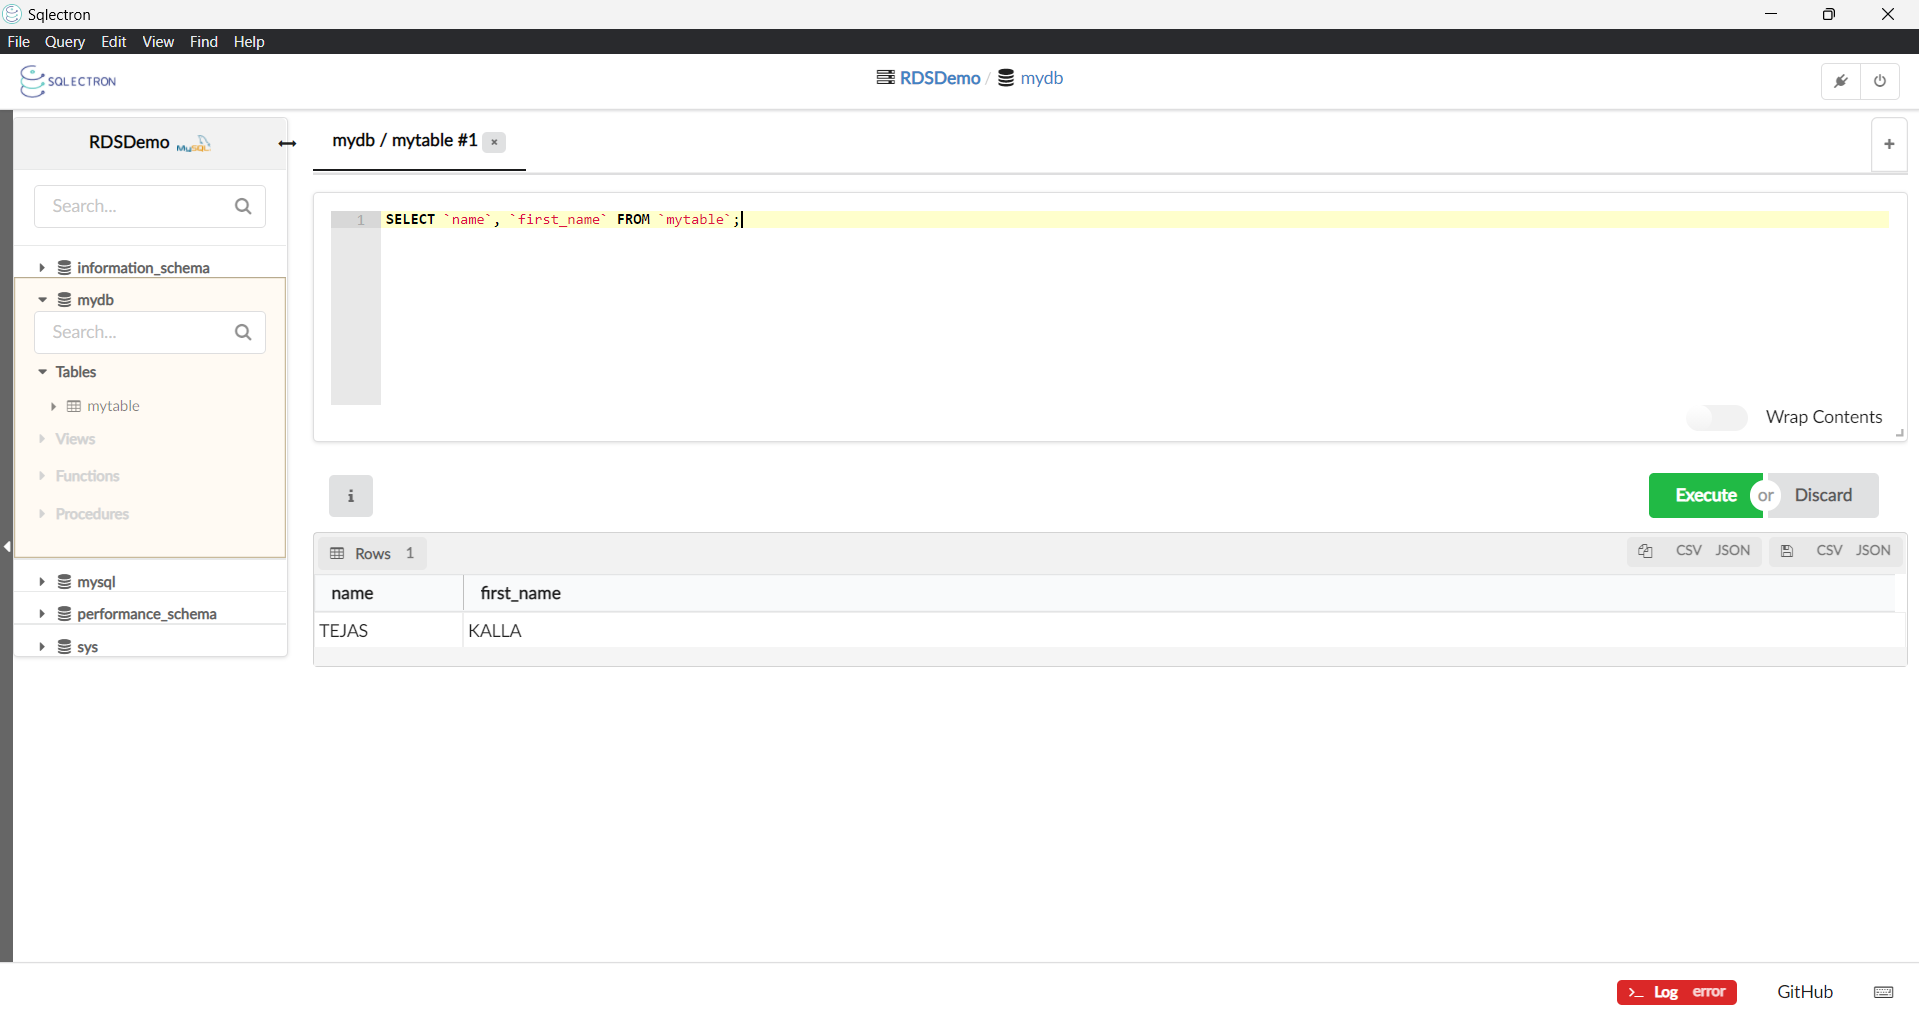 Sqlectron
File Query Edit View Find Help
SQLECTRON
RDSDemo / mydb
RDSDemo MySQL
mydb / mytable #1 ×
+
Search...
1 SELECT `name`, `first_name` FROM `mytable`;
information_schema
mydb
Search...
Tables
mytable
Views
Functions
Procedures
mysql
performance_schema
sys
Wrap Contents
i
Execute or Discard
Rows 1
CSV JSON CSV JSON
name first_name
TEJAS KALLA
>_ Log error GitHub